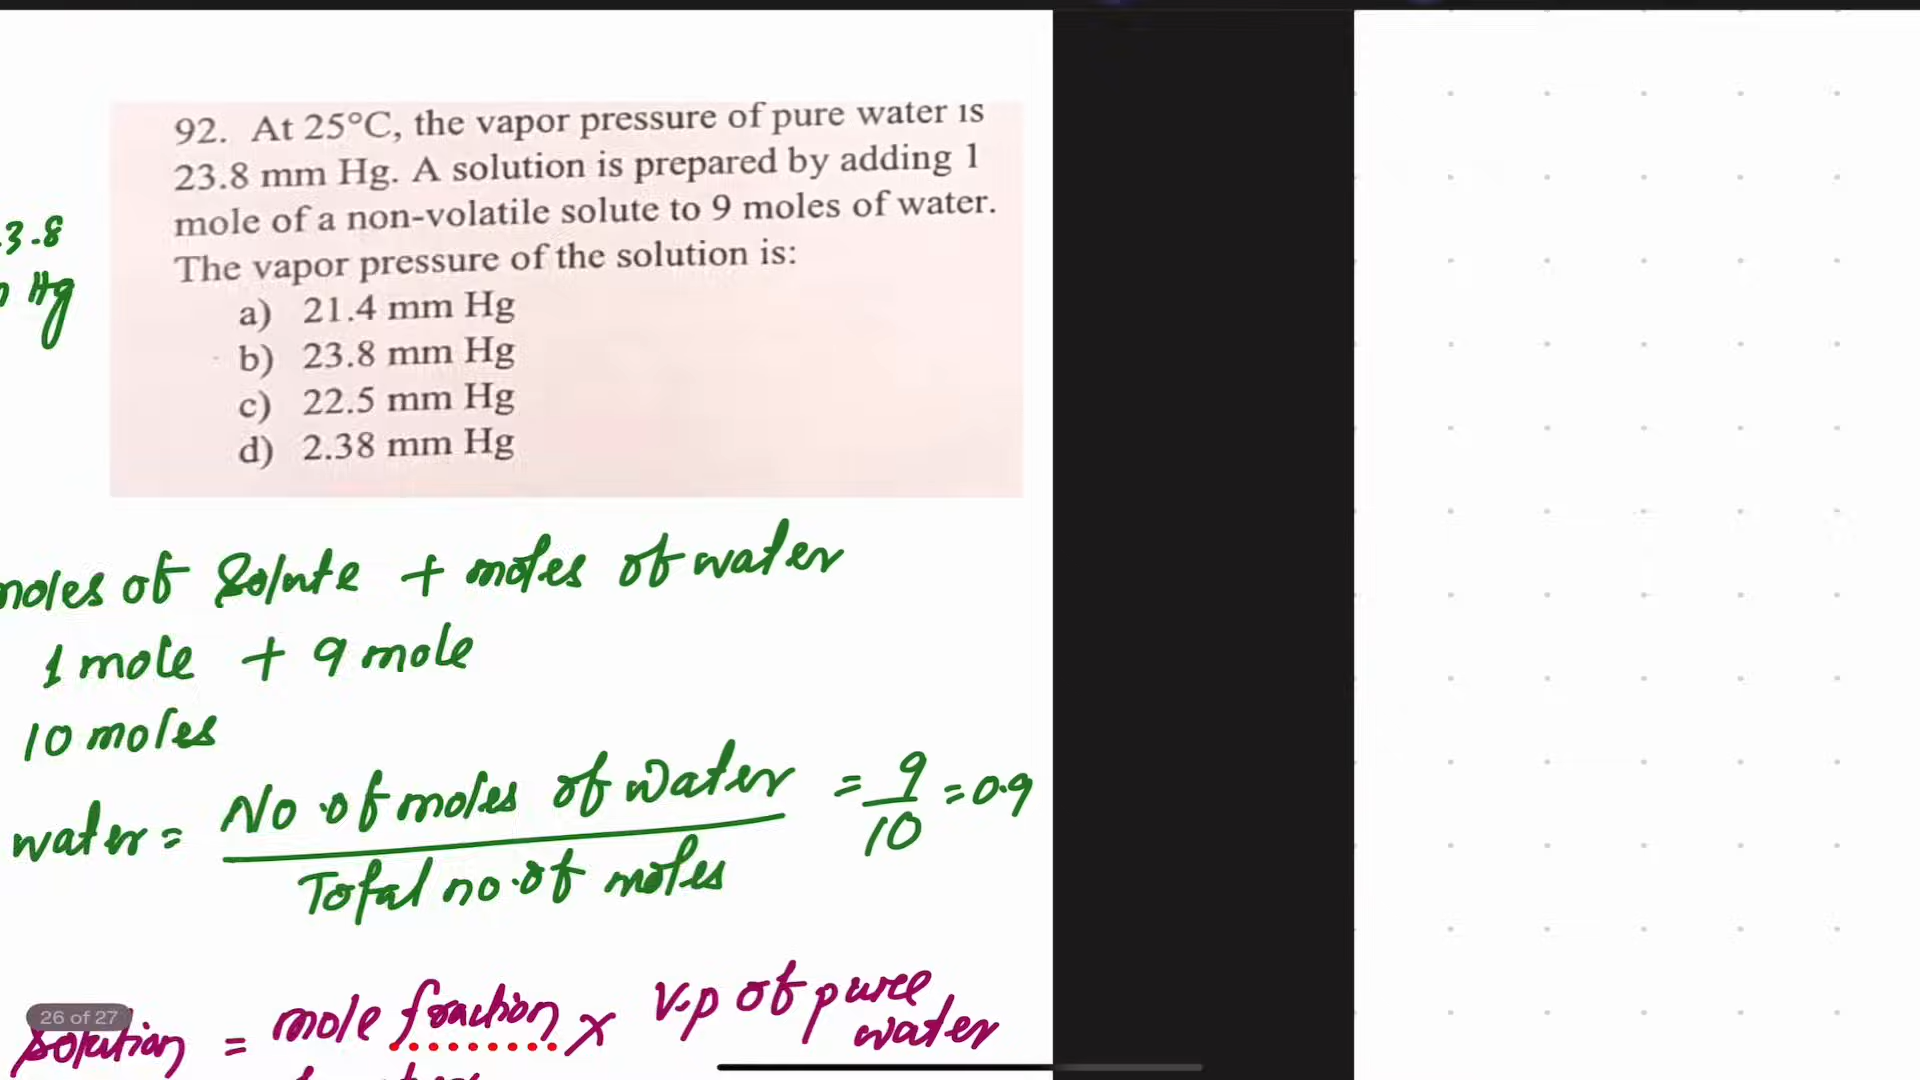 92. At 25°C, the vapor pressure of pure water is
23.8 mm Hg. A solution is prepared by adding 1
mole of a non-volatile solute to 9 moles of water.
The vapor pressure of the solution is:
a) 21.4 mm Hg
b) 23.8 mm Hg
c) 22.5 mm Hg
d) 2.38 mm Hg
3.8
Hg
moles of Solute + moles of water
1 mole + 9 mole
10 moles
water = No. of moles of water = 9 = 0.9
Total no. of moles 10
solution = mole fraction x V.p of pure
water
26 of 27